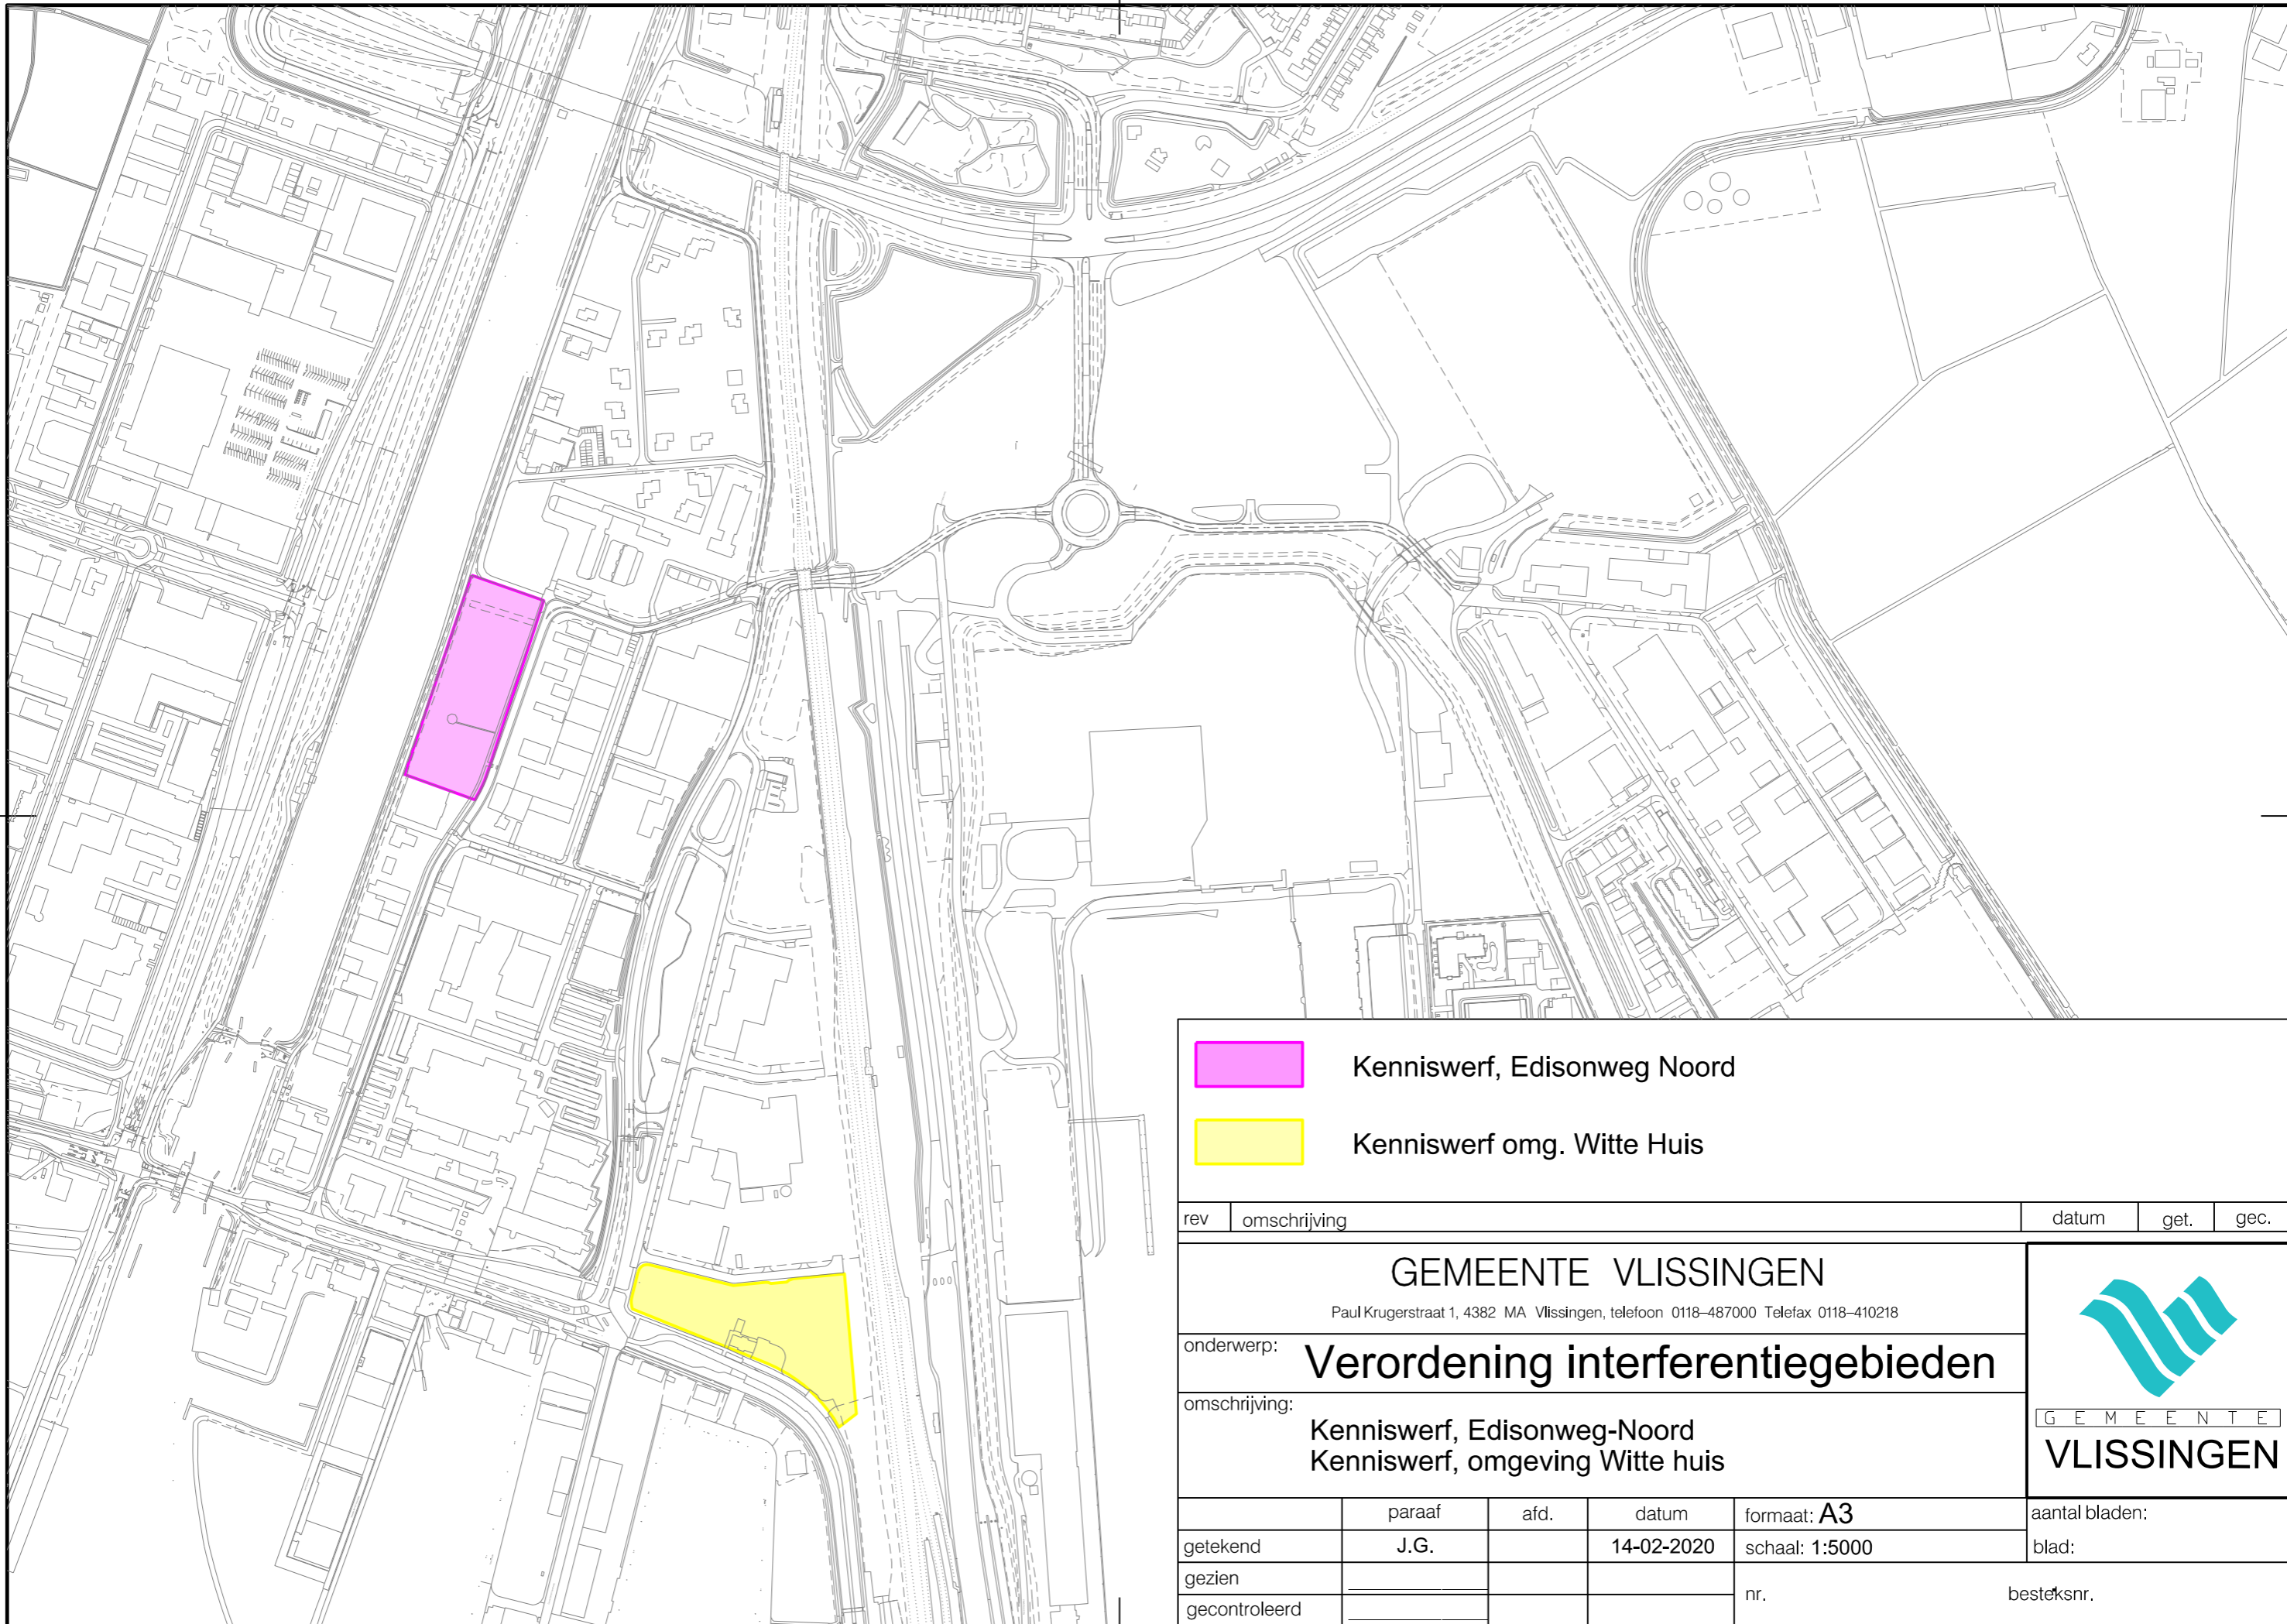 Kenniswerf, Edisonweg Noord
Kenniswerf omg. Witte Huis
rev omschrijving datum get. gec.
GEMEENTE VLISSINGEN
Paul Krugerstraat 1, 4382 MA Vlissingen, telefoon 0118-487000 Telefax 0118-410218
onderwerp: Verordening interferentiegebieden
omschrijving:
Kenniswerf, Edisonweg-Noord
Kenniswerf, omgeving Witte huis
GEMEENTE
VLISSINGEN
paraaf afd. datum formaat: A3 aantal bladen:
getekend J.G. 14-02-2020 schaal: 1:5000 blad:
gezien
nr. besteksnr.
gecontroleerd